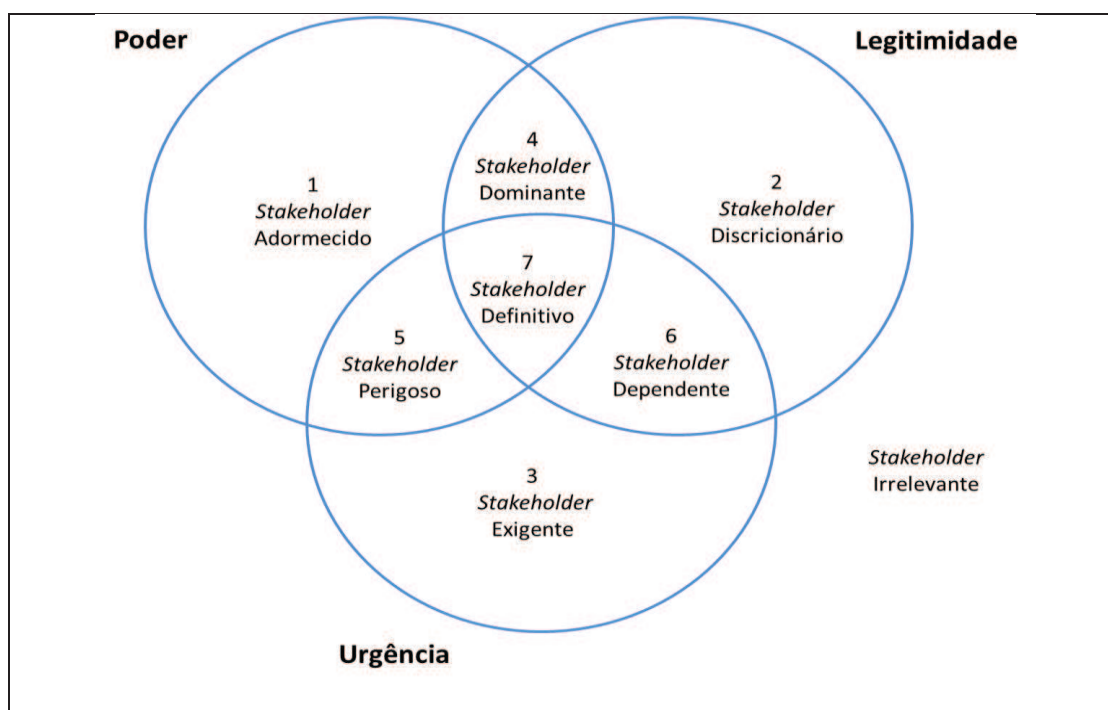 Poder
Legitimidade
4
Stakeholder
Dominante
1
Stakeholder
Adormecido
2
Stakeholder
Discricionário
7
Stakeholder
Definitivo
5
Stakeholder
Perigoso
6
Stakeholder
Dependente
Stakeholder
Irrelevante
3
Stakeholder
Exigente
Urgência